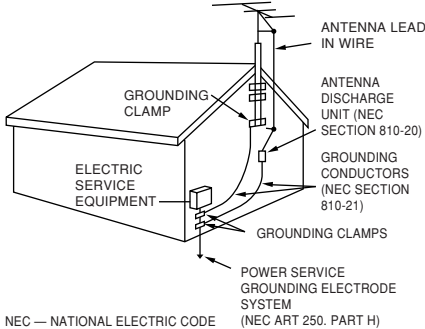 ANTENNA LEAD
IN WIRE
ANTENNA
DISCHARGE
UNIT (NEC
SECTION 810-20)
GROUNDING
CLAMP
GROUNDING
CONDUCTORS
(NEC SECTION
810-21)
ELECTRIC
SERVICE
EQUIPMENT
GROUNDING CLAMPS
POWER SERVICE
GROUNDING ELECTRODE
SYSTEM
(NEC ART 250. PART H)
NEC — NATIONAL ELECTRIC CODE